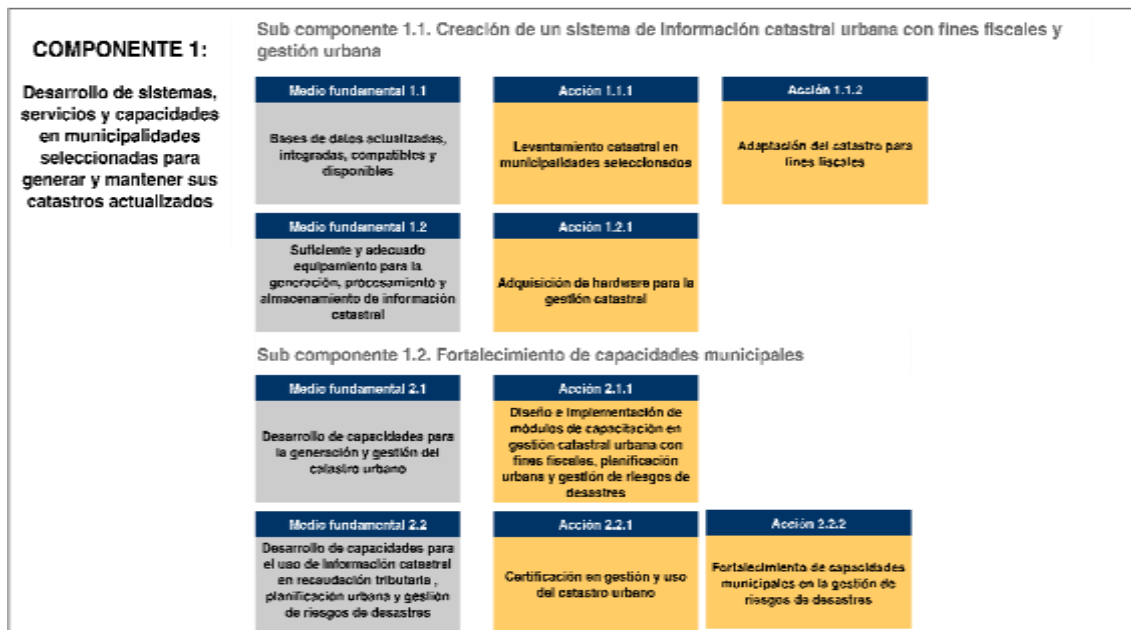 COMPONENTE 1:
Desarrollo de sistemas,
servicios y capacidades
en municipalidades
seleccionadas para
generar y mantener sus
catastros actualizados
Sub componente 1.1. Creación de un sistema de Información catastral urbana con fines fiscales y
gestión urbana
Medio fundamental 1.1
Bases de datos actualizadas,
integradas, compatibles y
disponibles
Acción 1.1.1
Levantamiento catastral en
municipalidades seleccionados
Acción 1.1.2
Adaptación del catastro para
fines fiscales
Medio fundamental 1.2
Suficiente y adecuado
equipamiento para la
generación, procesamiento y
almacenamiento de información
catastral
Acción 1.2.1
Adquisición de hardware para la
gestión catastral
Sub componente 1.2. Fortalecimiento de capacidades municipales
Medio fundamental 2.1
Desarrollo de capacidades para
la generación y gestión del
catastro urbano
Acción 2.1.1
Diseño e implementación de
módulos de capacitación en
gestión catastral urbana con
fines fiscales, planificación
urbana y gestión de riesgos de
desastres
Medio fundamental 2.2
Desarrollo de capacidades para
el uso de información catastral
en recaudación tributaria ,
planificación urbana y gestión
de riesgos de desastres
Acción 2.2.1
Certificación en gestión y uso
del catastro urbano
Acción 2.2.2
Fortalecimiento de capacidades
municipales en la gestión de
riesgos de desastres